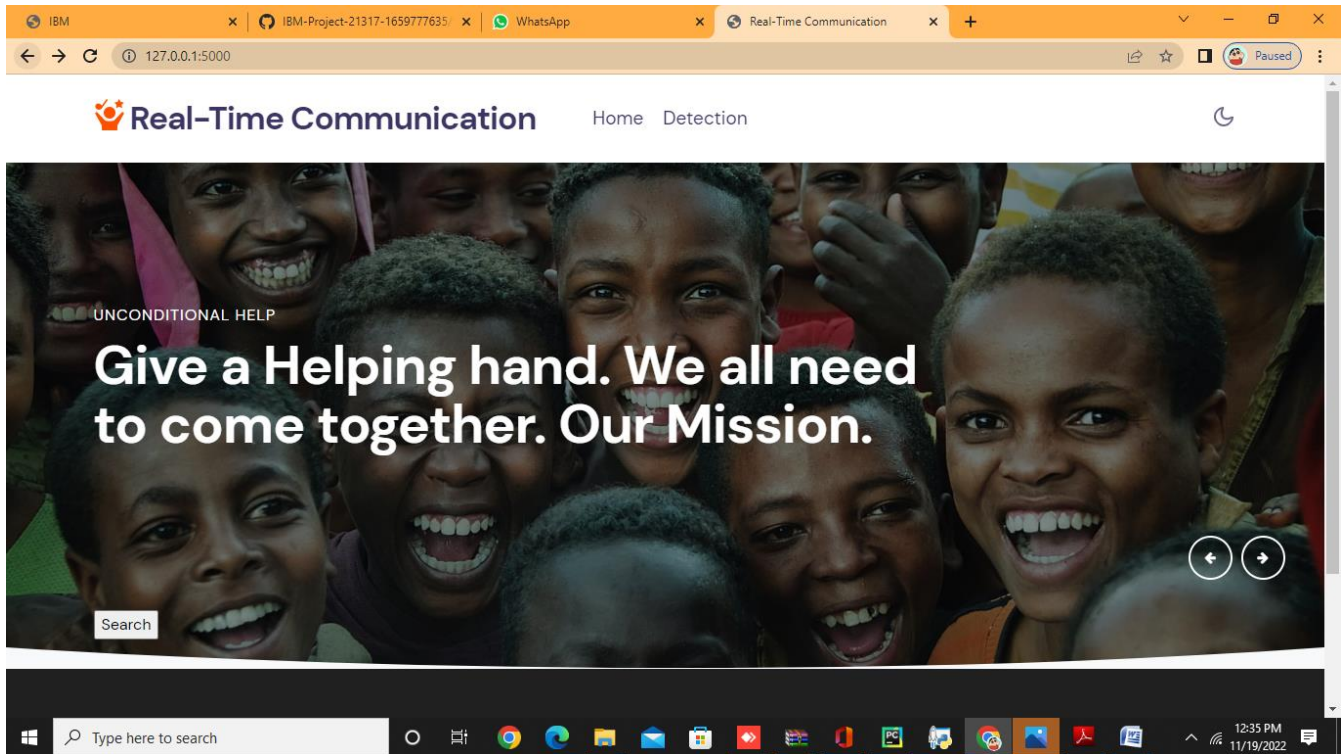 IBM
IBM-Project-21317-1659777635/
WhatsApp
Real-Time Communication
127.0.0.1:5000
Paused
Real-Time Communication
Home
Detection
UNCONDITIONAL HELP
Give a Helping hand. We all need
to come together. Our Mission.
Search
Type here to search
PC
12:35 PM
11/19/2022